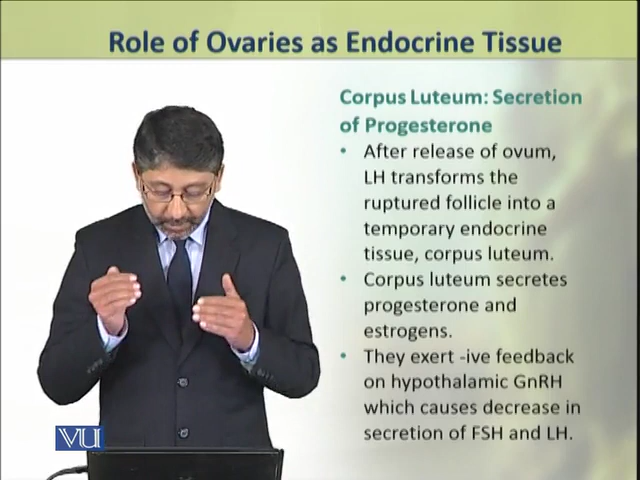 Role of Ovaries as Endocrine Tissue
Corpus Luteum: Secretion
of Progesterone
• After release of ovum,
LH transforms the
ruptured follicle into a
temporary endocrine
tissue, corpus luteum.
• Corpus luteum secretes
progesterone and
estrogens.
• They exert -ive feedback
on hypothalamic GnRH
which causes decrease in
secretion of FSH and LH.
VU